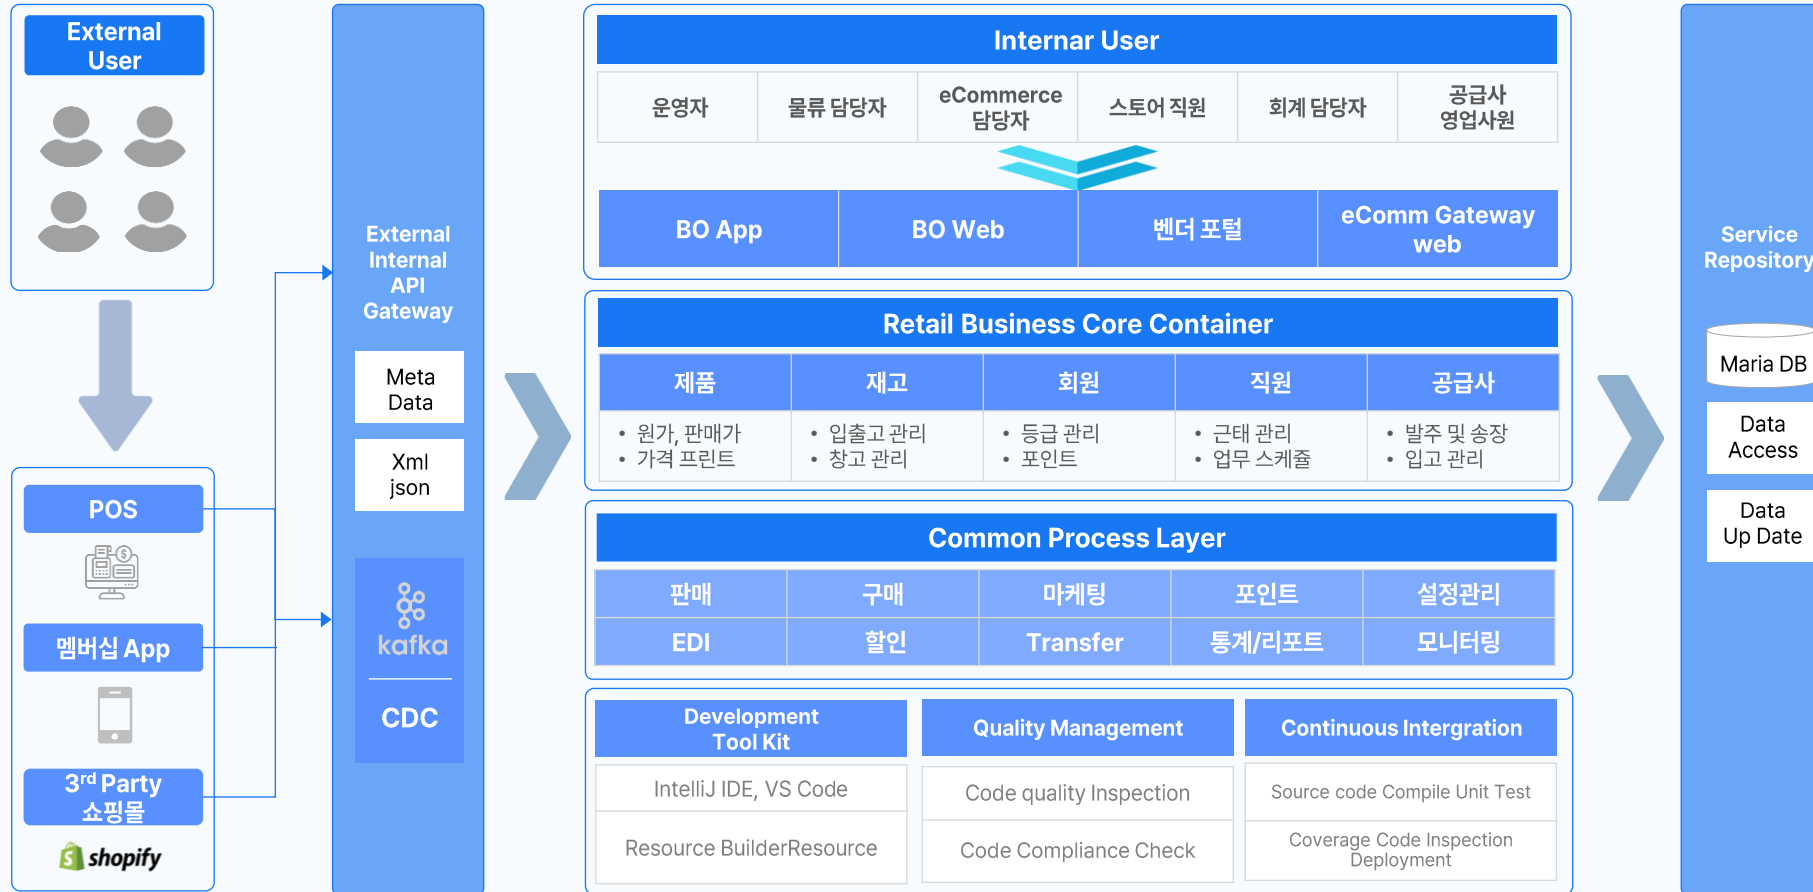 External
User
POS
멤버십 App
3rd Party
쇼핑몰
shopify
External
Internal
API
Gateway
Meta
Data
Xml
json
kafka
CDC
Internar User
운영자
물류 담당자
eCommerce
담당자
스토어 직원
회계 담당자
공급사
영업사원
BO App
BO Web
벤더 포털
eComm Gateway
web
Retail Business Core Container
제품
재고
회원
직원
공급사
• 원가, 판매가
• 가격 프린트
• 입출고 관리
• 창고 관리
• 등급 관리
• 포인트
• 근태 관리
• 업무 스케쥴
• 발주 및 송장
• 입고 관리
Common Process Layer
판매
구매
마케팅
포인트
설정관리
EDI
할인
Transfer
통계/리포트
모니터링
Development
Tool Kit
IntelliJ IDE, VS Code
Resource BuilderResource
Quality Management
Code quality Inspection
Code Compliance Check
Continuous Intergration
Source code Compile Unit Test
Coverage Code Inspection
Deployment
Service
Repository
Maria DB
Data
Access
Data
Up Date